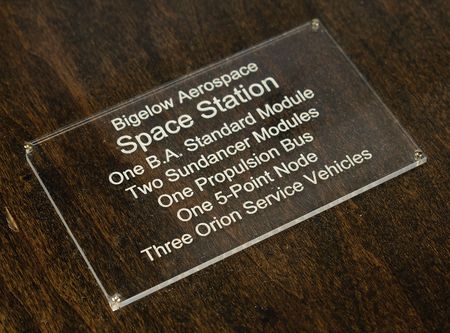 Bigelow Aerospace
Space Station
One B.A. Standard Module
Two Sundancer Modules
One Propulsion Bus
One 5-Point Node
Three Orion Service Vehicles